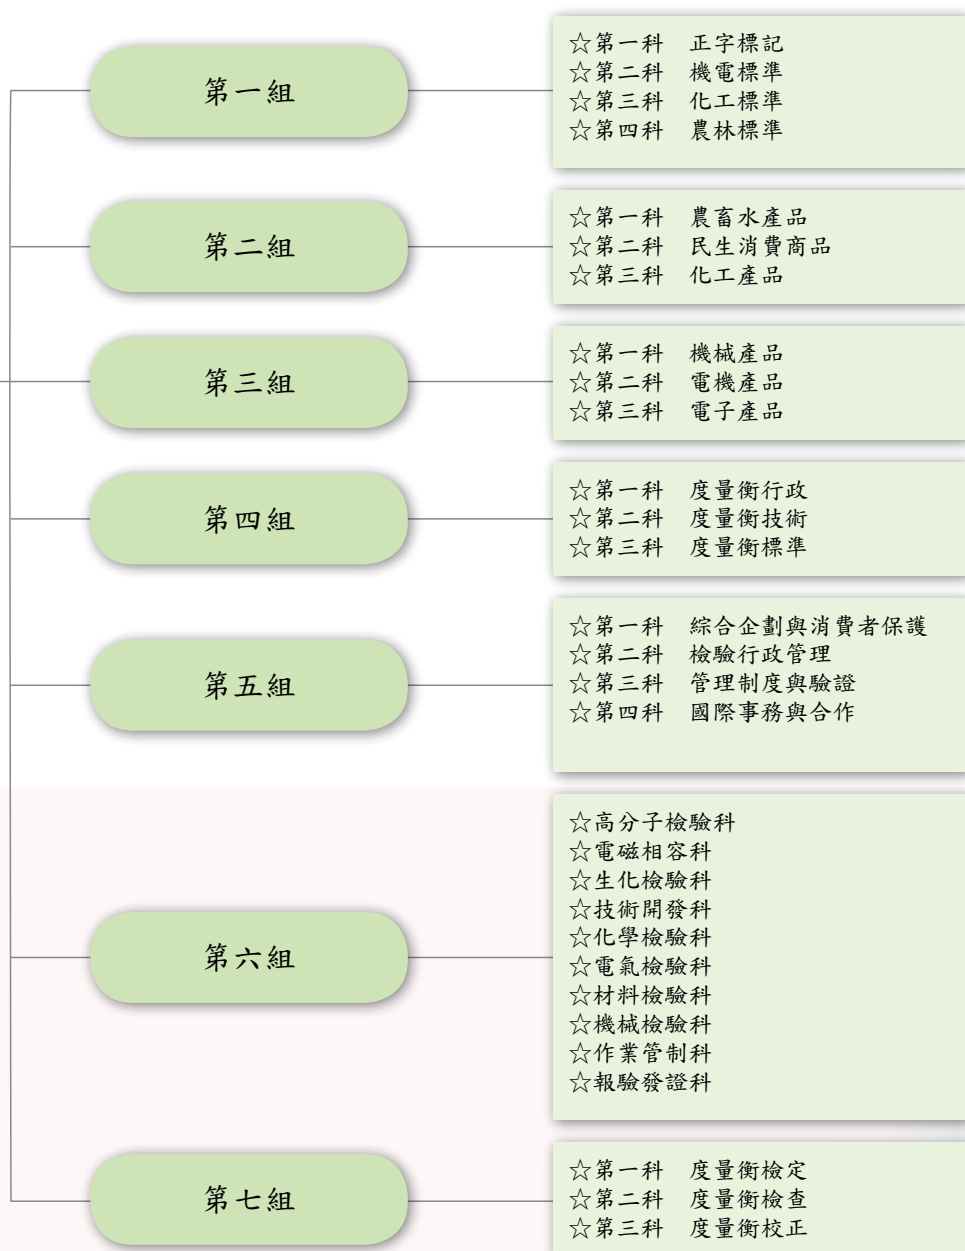 第一組
☆第一科 正字標記
☆第二科 機電標準
☆第三科 化工標準
☆第四科 農林標準
第二組
☆第一科 農畜水產品
☆第二科 民生消費商品
☆第三科 化工產品
第三組
☆第一科 機械產品
☆第二科 電機產品
☆第三科 電子產品
第四組
☆第一科 度量衡行政
☆第二科 度量衡技術
☆第三科 度量衡標準
第五組
☆第一科 綜合企劃與消費者保護
☆第二科 檢驗行政管理
☆第三科 管理制度與驗證
☆第四科 國際事務與合作
第六組
☆高分子檢驗科
☆電磁相容科
☆生化檢驗科
☆技術開發科
☆化學檢驗科
☆電氣檢驗科
☆材料檢驗科
☆機械檢驗科
☆作業管制科
☆報驗發證科
第七組
☆第一科 度量衡檢定
☆第二科 度量衡檢查
☆第三科 度量衡校正